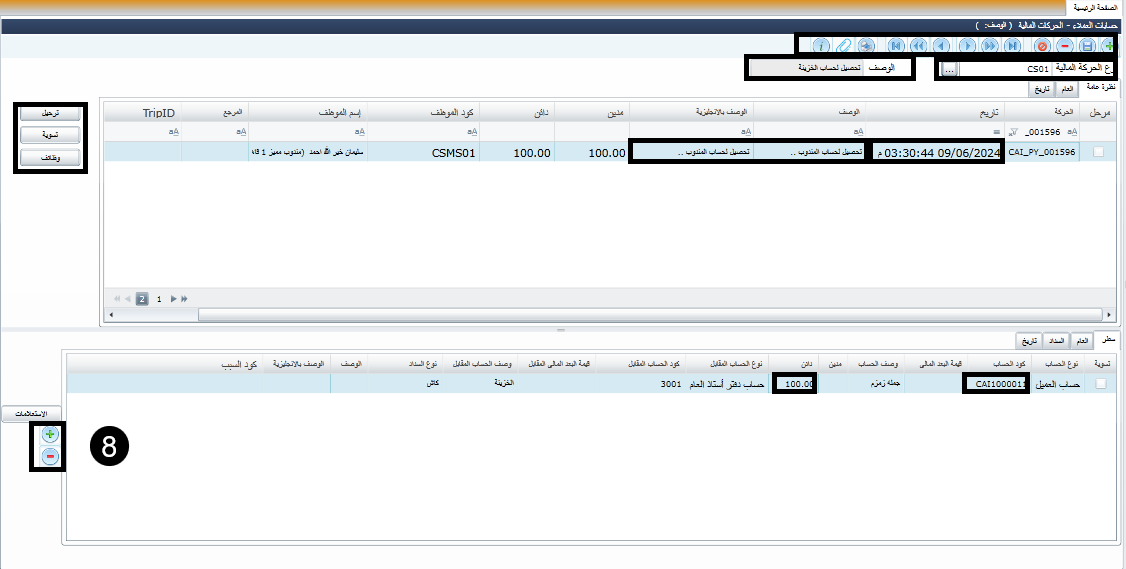 الصفحة الرئيسية
حسابات العملاء - الحركات المالية ( الوصف: )
وع الحركة المالية CS01 ... الوصف تحصيل لحساب الخزينة
نظرة عامة العام تاريخ
مرحل الحركة تاريخ الوصف الوصف بالانجليزية مدين دائن كود الموظف إسم الموظف المرجع TripID
_001596
CAI_PY_001596 09/06/2024 03:30:44 م تحصيل لحساب المندوب .. تحصيل لحساب المندوب .. 100.00 100.00 CSMS01 سليمان خير الله احمد (مندوب مميز 1 قاه
ترحيل
تسوية
وظائف
2 1
سطر العام السداد تاريخ
تسوية نوع الحساب كود الحساب قيمة البعد المالى وصف الحساب مدين دائن نوع الحساب المقابل كود الحساب المقابل قيمة البعد المالى المقابل وصف الحساب المقابل نوع السداد الوصف الوصف بالانجليزية كود السبب
حساب العميل CAI1000011 جمله زمزم 100.00 حساب دفتر أستاذ العام 3001 الخزينة كاش
الاستعلامات
8